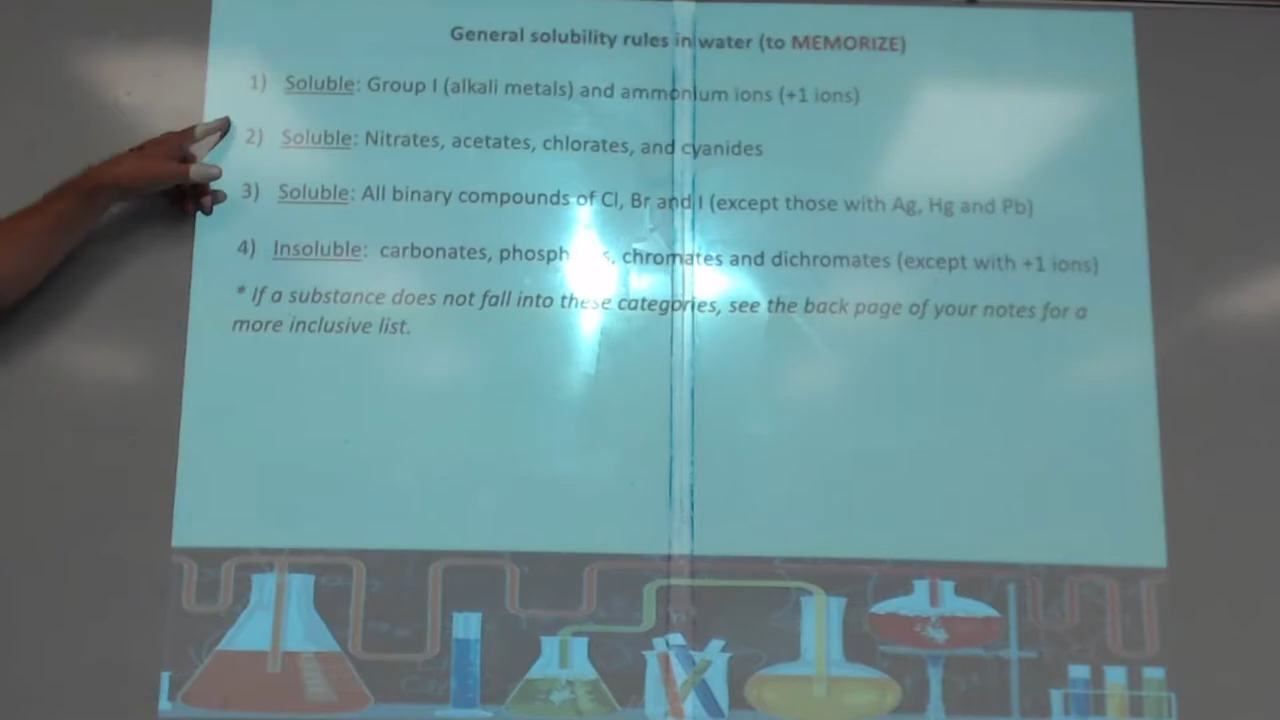 General solubility rules in water (to MEMORIZE)
1) Soluble: Group I (alkali metals) and ammonium ions (+1 ions)
2) Soluble: Nitrates, acetates, chlorates, and cyanides
3) Soluble: All binary compounds of Cl, Br and I (except those with Ag, Hg and Pb)
4) Insoluble: carbonates, chromates and dichromates (except with +1 ions)
* If a substance does not fall into these categories, see the back page of your notes for a
more inclusive list.